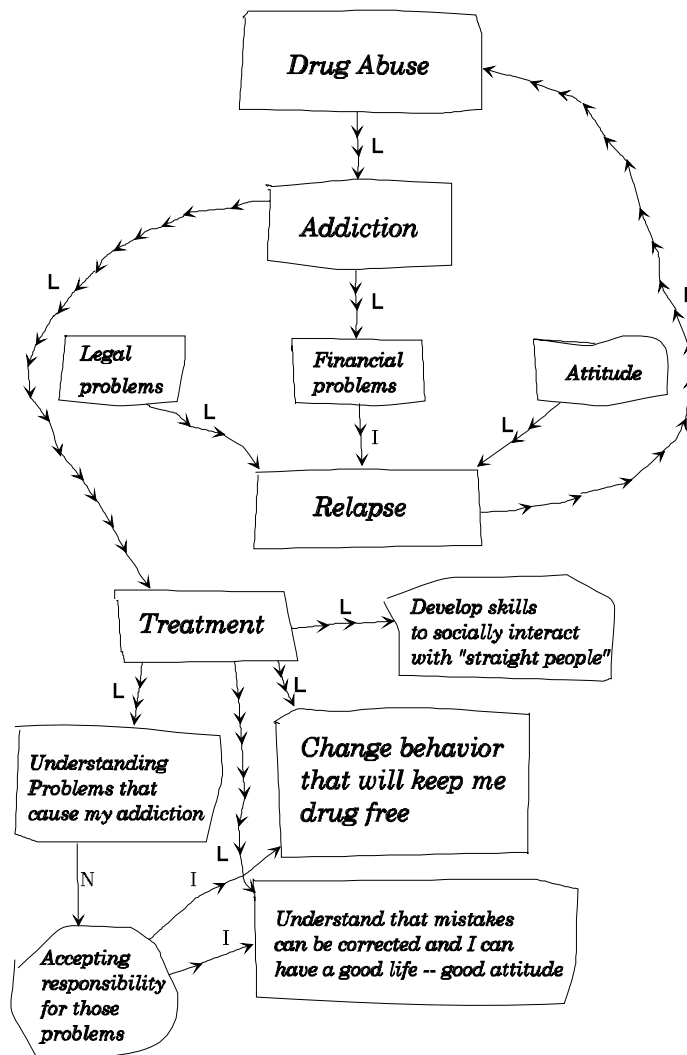 Drug Abuse
L
Addiction
L
L
L
Legal
problems
Financial
problems
Attitude
L
I
L
Relapse
Treatment
L
Develop skills
to socially interact
with "straight people"
L
L
Understanding
Problems that
cause my addiction
Change behavior
that will keep me
drug free
L
N
I
I
Accepting
responsibility
for those
problems
Understand that mistakes
can be corrected and I can
have a good life -- good attitude